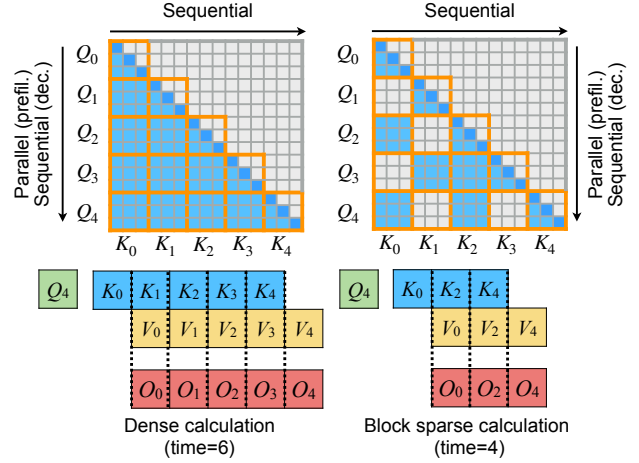 Sequential
Sequential
Parallel (prefil.)
Sequential (dec.)
Q0
Q1
Q2
Q3
Q4
K0 K1 K2 K3 K4
Q0
Q1
Q2
Q3
Q4
K0 K1 K2 K3 K4
Parallel (prefil.)
Sequential (dec.)
Q4 K0 K1 K2 K3 K4
V0 V1 V2 V3 V4
O0 O1 O2 O3 O4
Dense calculation
(time=6)
Q4 K0 K2 K4
V0 V2 V4
O0 O2 O4
Block sparse calculation
(time=4)